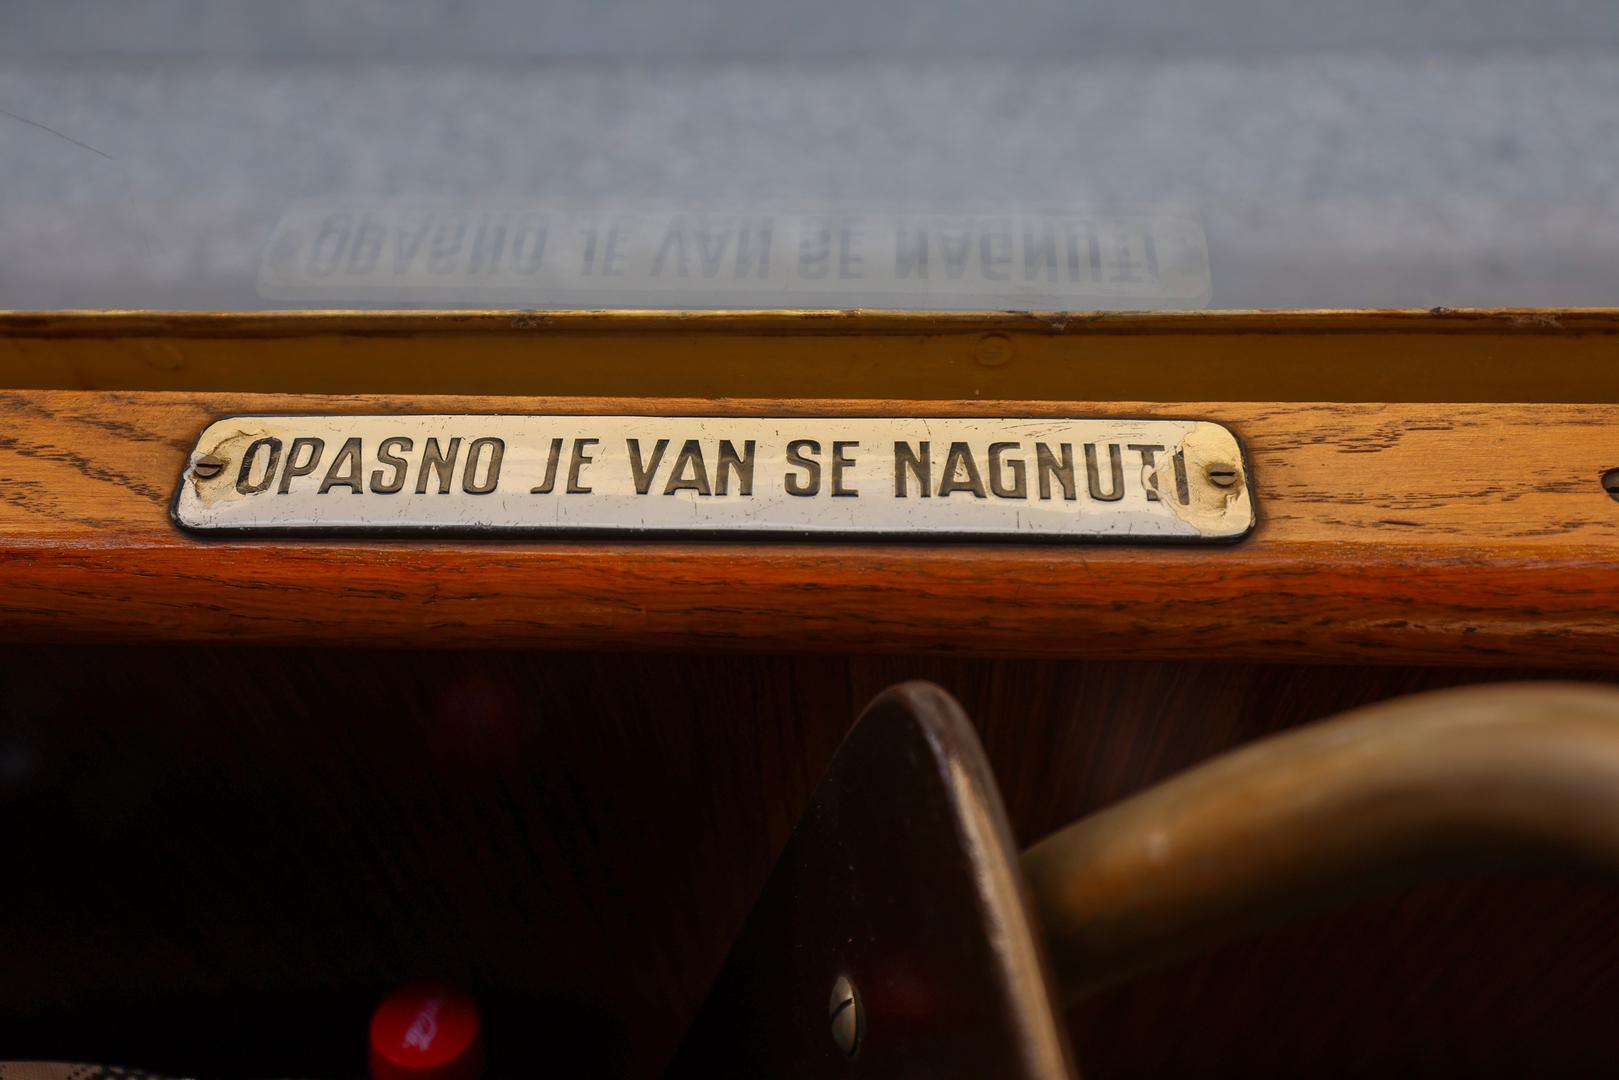 OPASNO JE VAN SE NAGNUTI